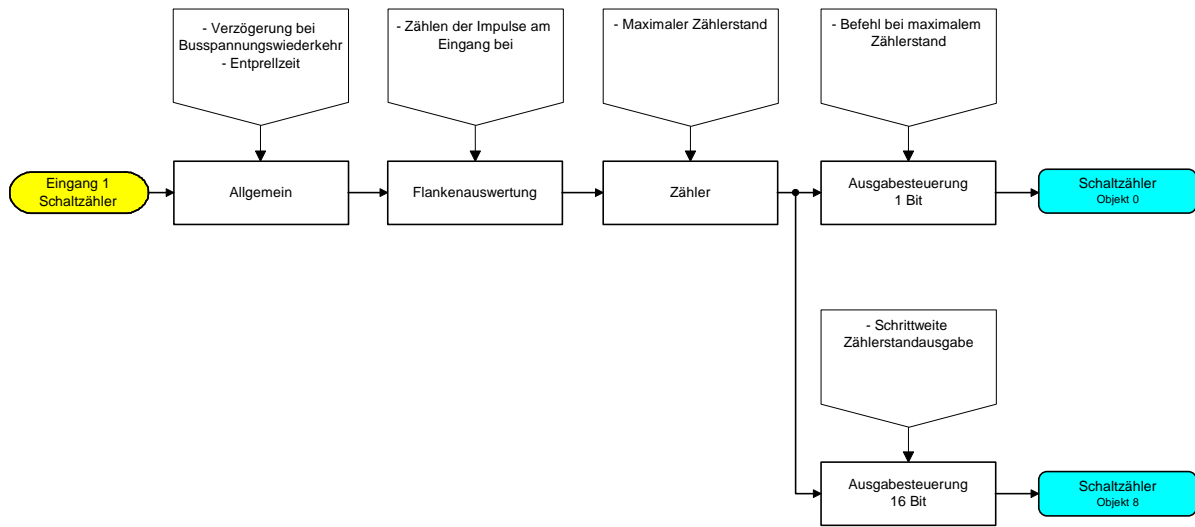 - Verzögerung bei
Busspannungswiederkehr
- Entprellzeit
- Zählen der Impulse am
Eingang bei
- Maximaler Zählerstand
- Befehl bei maximalem
Zählerstand
Eingang 1
Schaltzähler
Allgemein
Flankenauswertung
Zähler
Ausgabesteuerung
1 Bit
Schaltzähler
Objekt 0
- Schrittweite
Zählerstandausgabe
Ausgabesteuerung
16 Bit
Schaltzähler
Objekt 8